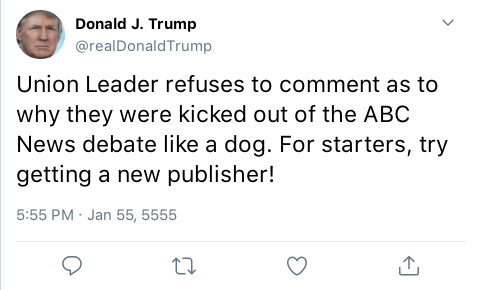 Donald J. Trump
@realDonaldTrump
Union Leader refuses to comment as to
why they were kicked out of the ABC
News debate like a dog. For starters, try
getting a new publisher!
5:55 PM · Jan 55, 5555